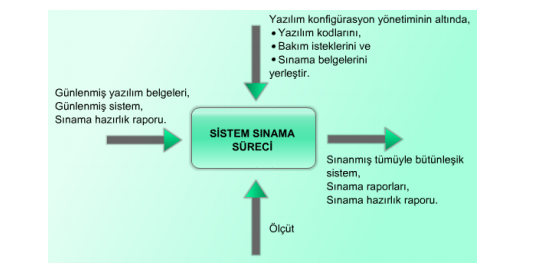 Yazılım konfigürasyon yönetiminin altında,
• Yazılım kodlarını,
• Bakım isteklerini ve
• Sınama belgelerini
yerleştir.
Günlenmiş yazılım belgeleri,
Günlenmiş sistem,
Sınama hazırlık raporu.
SİSTEM SINAMA
SÜRECİ
Sınanmış tümüyle bütünleşik
sistem,
Sınama raporları,
Sınama hazırlık raporu.
Ölçüt